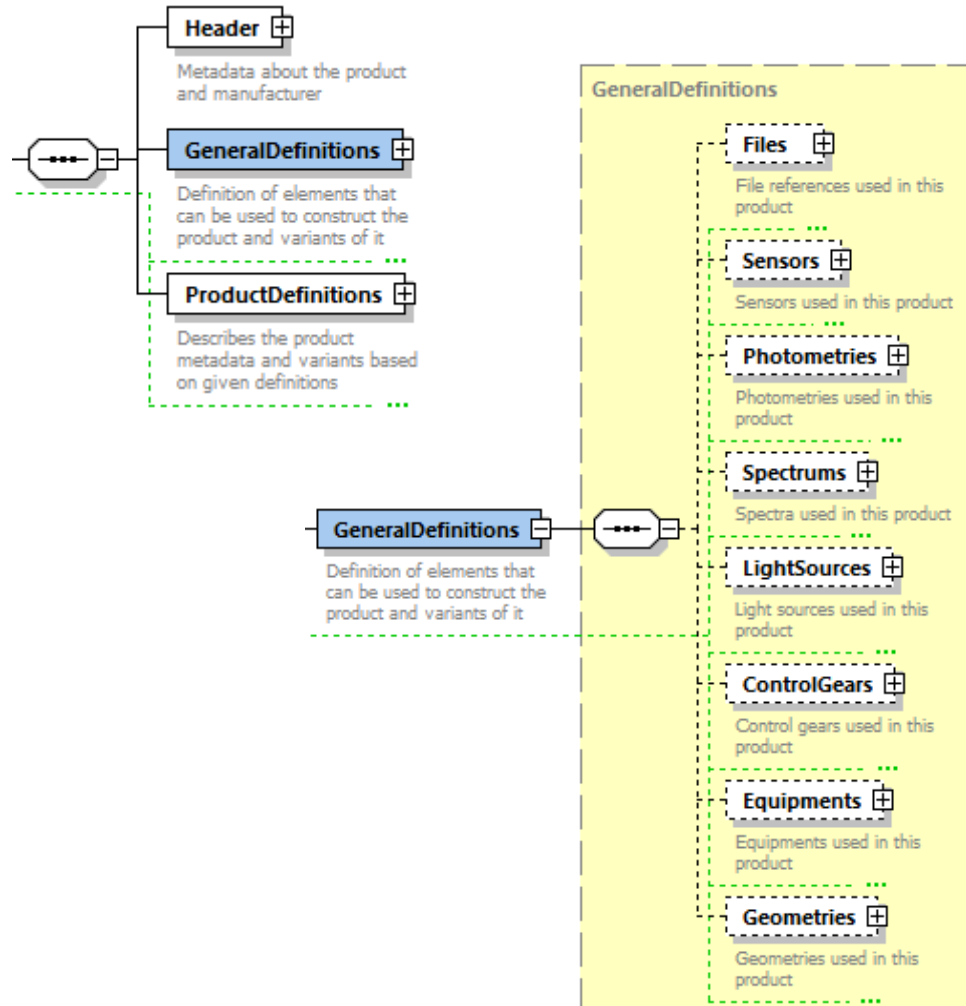 Header
Metadata about the product
and manufacturer
GeneralDefinitions
Definition of elements that
can be used to construct the
product and variants of it
ProductDefinitions
Describes the product
metadata and variants based
on given definitions
GeneralDefinitions
Definition of elements that
can be used to construct the
product and variants of it
GeneralDefinitions
Files
File references used in this
product
Sensors
Sensors used in this product
Photometries
Photometries used in this
product
Spectrums
Spectra used in this product
LightSources
Light sources used in this
product
ControlGears
Control gears used in this
product
Equipments
Equipments used in this
product
Geometries
Geometries used in this
product